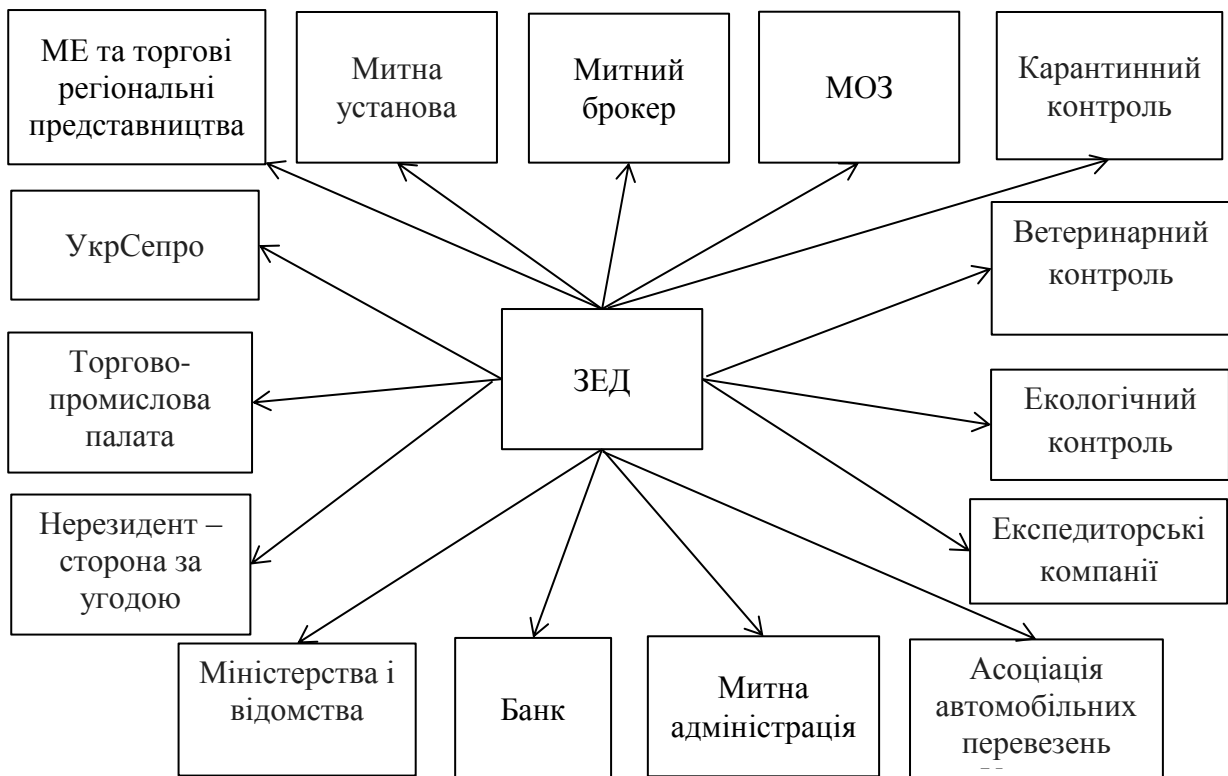 МЕ та торгові
регіональні
представництва
Митна
установа
Митний
брокер
МОЗ
Карантинний
контроль
УкрСепро
Ветеринарний
контроль
Торгово-
промислова
палата
ЗЕД
Екологічний
контроль
Нерезидент –
сторона за
угодою
Експедиторські
компанії
Міністерства і
відомства
Банк
Митна
адміністрація
Асоціація
автомобільних
перевезень